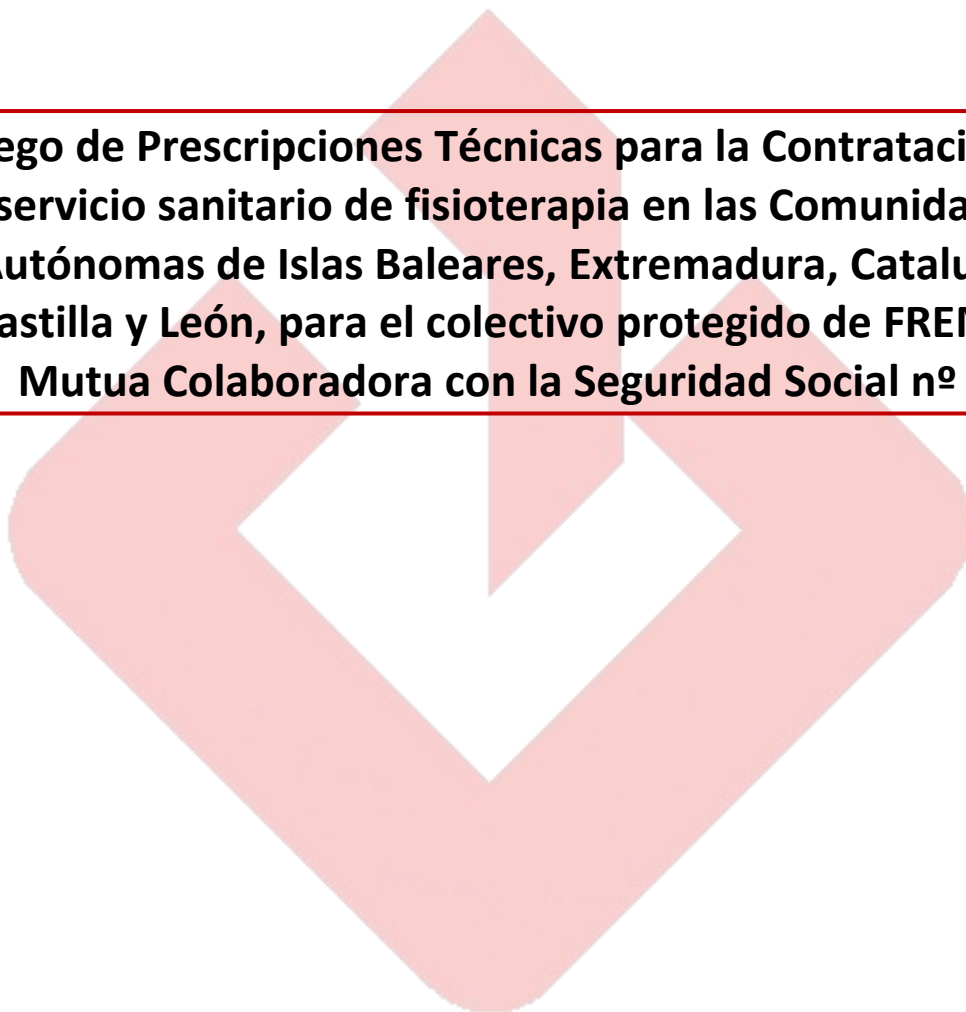 ego de Prescripciones Técnicas para la Contrataci
servicio sanitario de fisioterapia en las Comunida
utónomas de Islas Baleares, Extremadura, Catalu
astilla y León, para el colectivo protegido de FREM
Mutua Colaboradora con la Seguridad Social nº